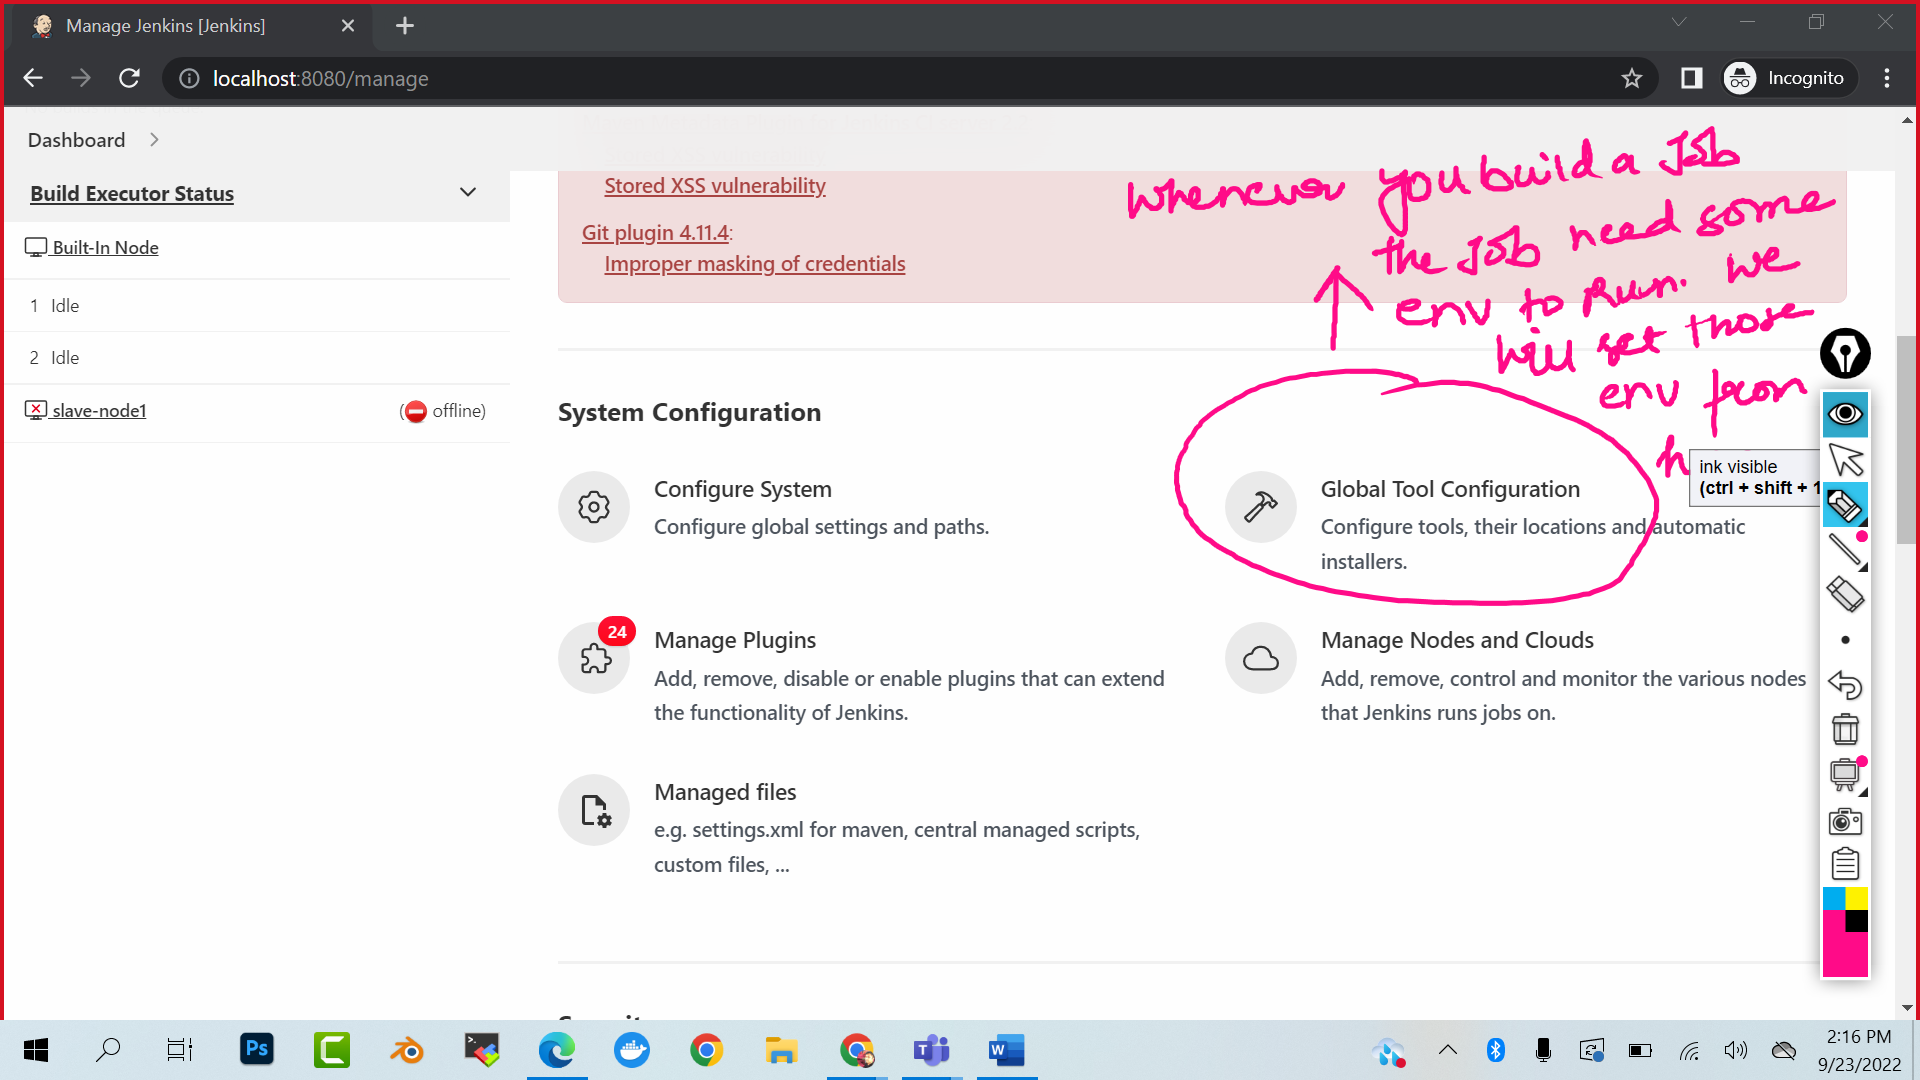 Manage Jenkins [Jenkins]
localhost:8080/manage
Incognito
Dashboard
Build Executor Status
Built-In Node
1 Idle
2 Idle
slave-node1 (offline)
Stored XSS vulnerability
Git plugin 4.11.4:
Improper masking of credentials
Whenever you build a Job
the Job need some
env to Run. We
will set those
env from
ink visible
(ctrl + shift + 1
System Configuration
Configure System
Configure global settings and paths.
Global Tool Configuration
Configure tools, their locations and automatic
installers.
24
Manage Plugins
Add, remove, disable or enable plugins that can extend
the functionality of Jenkins.
Manage Nodes and Clouds
Add, remove, control and monitor the various nodes
that Jenkins runs jobs on.
Managed files
e.g. settings.xml for maven, central managed scripts,
custom files, ...
Ps
2:16 PM
9/23/2022